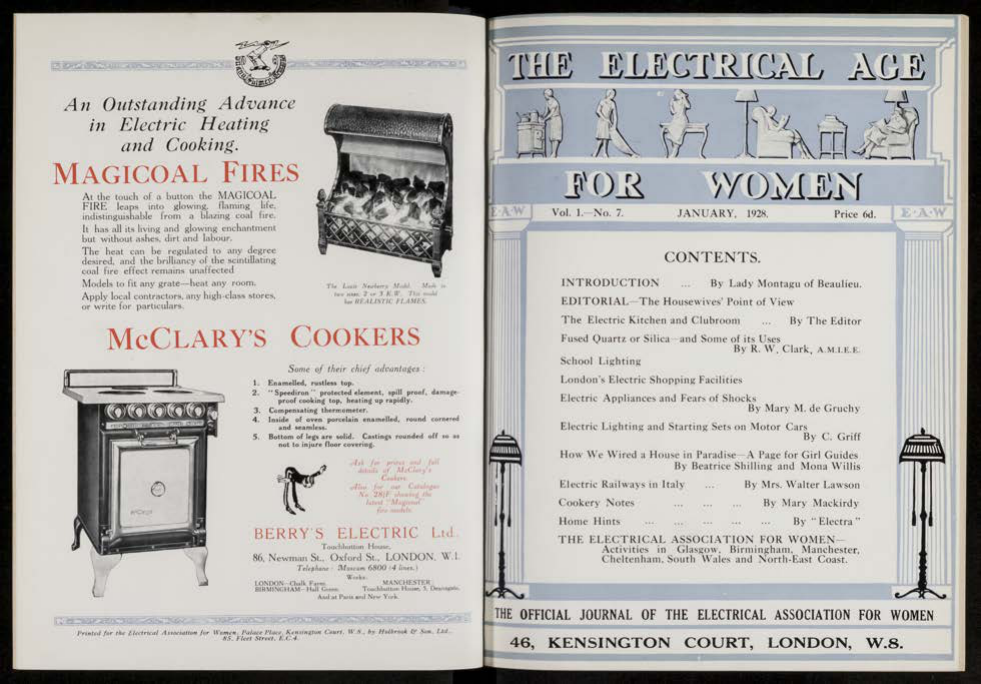 An Outstanding Advance
in Electric Heating
and Cooking.
MAGICOAL FIRES
At the touch of a button the MAGICOAL
FIRE leaps into glowing, flaming life,
indistinguishable from a blazing coal fire.
It has all its living and glowing enchantment
but without ashes, dirt and labour.
The heat can be regulated to any degree
desired, and the brilliancy of the scintillating
coal fire effect remains unaffected
Models to fit any grate—heat any room.
Apply local contractors, any high-class stores,
or write for particulars.
The Louis Newberry Model. Made in
two sizes 2 or 3 K.W. This model
has REALISTIC FLAMES.
McCLARY'S COOKERS
Some of their chief advantages:
1. Enamelled, rustless top.
2. "Speediron" protected element, spill proof, damage-
proof cooking top, heating up rapidly.
3. Compensating thermometer.
4. Inside of oven porcelain enamelled, round cornered
and seamless.
5. Bottom of legs are solid. Castings rounded off so as
not to injure floor covering.
Ask for prices and full
details of McClary's
Cookers.
Also for our Catalogue
showing the
latest "Magicoal"
fire models.
BERRY'S ELECTRIC Ltd.
Touchbutton House,
86, Newman St., Oxford St., LONDON, W.1.
Telephone: Museum 6800 (4 lines.)
Works:
LONDON—Chalk Farm. MANCHESTER
BIRMINGHAM—Hall Green. Touchbutton House, 5, Deansgate.
And at Paris and New York.
Printed for the Electrical Association for Women, Palace Place, Kensington Court, W.8., by Holbrook & Son, Ltd.,
85, Fleet Street, E.C.4.
THE ELECTRICAL AGE
FOR WOMEN
E·A·W Vol. 1.—No. 7. JANUARY, 1928. Price 6d. E·A·W
CONTENTS.
INTRODUCTION ... By Lady Montagu of Beaulieu.
EDITORIAL—The Housewives' Point of View
The Electric Kitchen and Clubroom ... By The Editor
Fused Quartz or Silica—and Some of its Uses
By R. W. Clark, A.M.I.E.E.
School Lighting
London's Electric Shopping Facilities
Electric Appliances and Fears of Shocks
By Mary M. de Gruchy
Electric Lighting and Starting Sets on Motor Cars
By C. Griff
How We Wired a House in Paradise—A Page for Girl Guides
By Beatrice Shilling and Mona Willis
Electric Railways in Italy ... By Mrs. Walter Lawson
Cookery Notes ... ... ... By Mary Mackirdy
Home Hints ... ... ... ... ... By "Electra"
THE ELECTRICAL ASSOCIATION FOR WOMEN—
Activities in Glasgow, Birmingham, Manchester,
Cheltenham, South Wales and North-East Coast.
THE OFFICIAL JOURNAL OF THE ELECTRICAL ASSOCIATION FOR WOMEN
46, KENSINGTON COURT, LONDON, W.8.